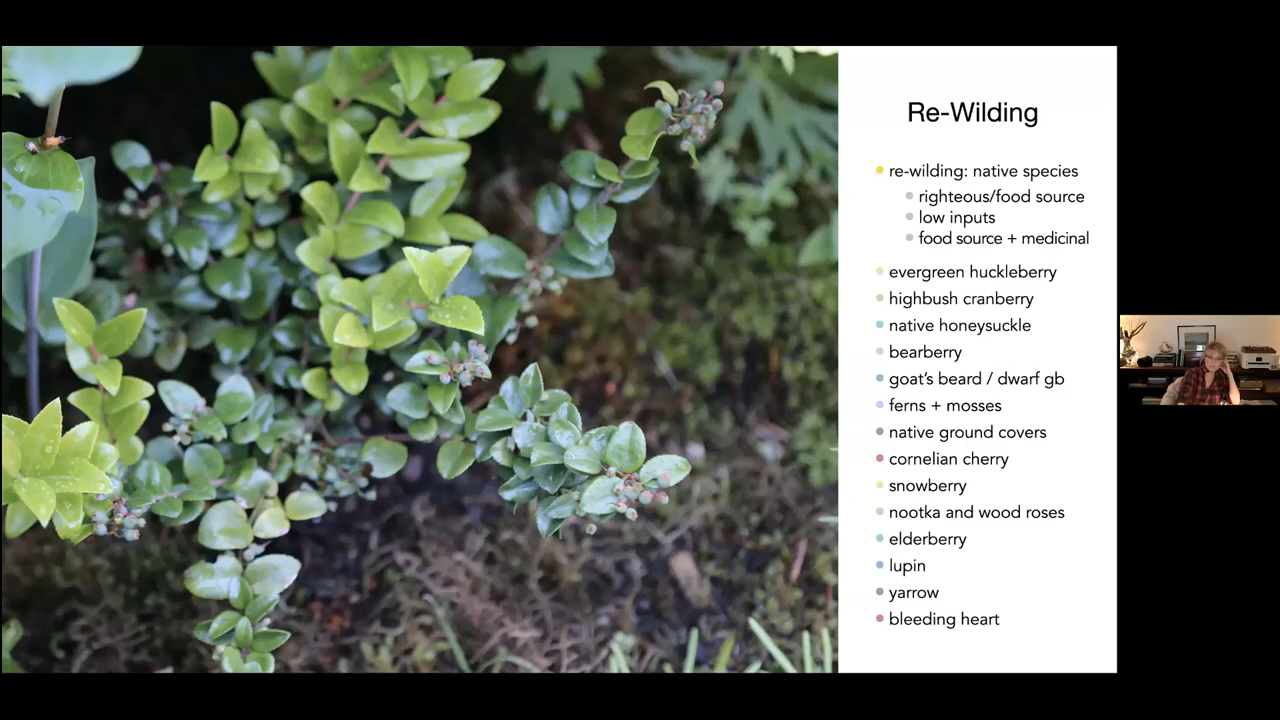 Re-Wilding
re-wilding: native species
righteous/food source
low inputs
food source + medicinal
evergreen huckleberry
highbush cranberry
native honeysuckle
bearberry
goat's beard / dwarf gb
ferns + mosses
native ground covers
cornelian cherry
snowberry
nootka and wood roses
elderberry
lupin
yarrow
bleeding heart